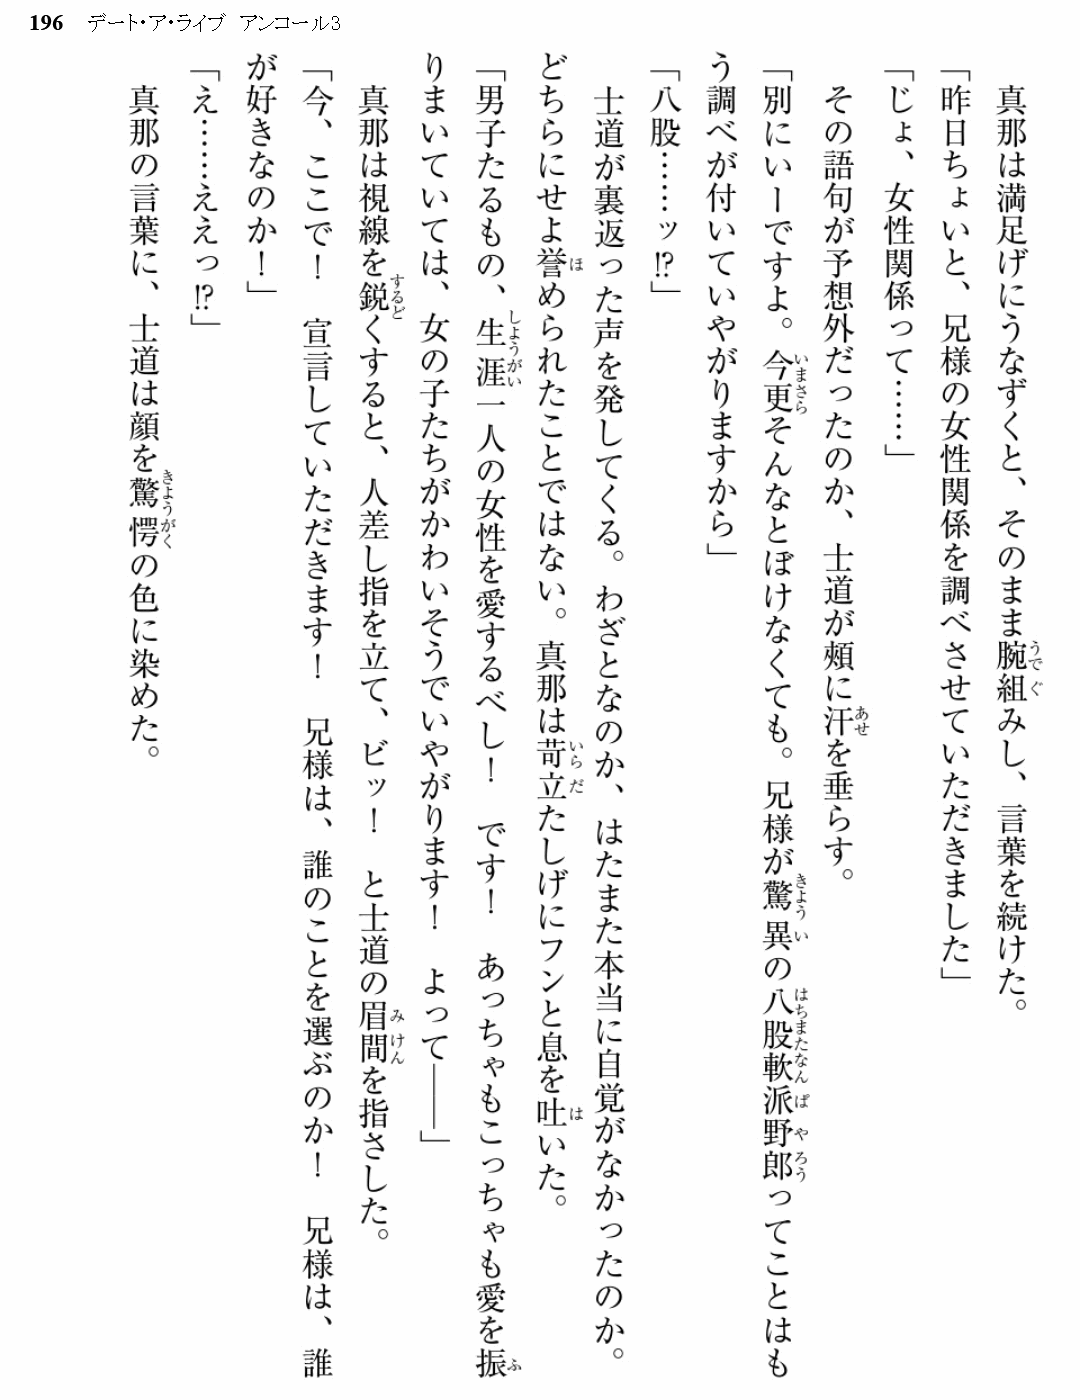 196 デート・ア・ライブ アンコール3
　真那は満足げにうなずくと、そのまま腕組みし、言葉を続けた。
「昨日ちょいと、兄様の女性関係を調べさせていただきました」
「じょ、女性関係って……」
　その語句が予想外だったのか、士道が頬に汗を垂らす。
「別にいーですよ。今更そんなとぼけなくても。兄様が驚異の八股軟派野郎ってことはも
う調べが付いていやがりますから」
「八股……ッ!?」
　士道が裏返った声を発してくる。わざとなのか、はたまた本当に自覚がなかったのか。
どちらにせよ誉められたことではない。真那は苛立たしげにフンと息を吐いた。
「男子たるもの、生涯一人の女性を愛するべし！　です！　あっちゃもこっちゃも愛を振
りまいていては、女の子たちがかわいそうでいやがります！　よって――」
　真那は視線を鋭くすると、人差し指を立て、ビッ！　と士道の眉間を指さした。
「今、ここで！　宣言していただきます！　兄様は、誰のことを選ぶのか！　兄様は、誰
が好きなのか！」
「え……ええっ!?」
　真那の言葉に、士道は顔を驚愕の色に染めた。